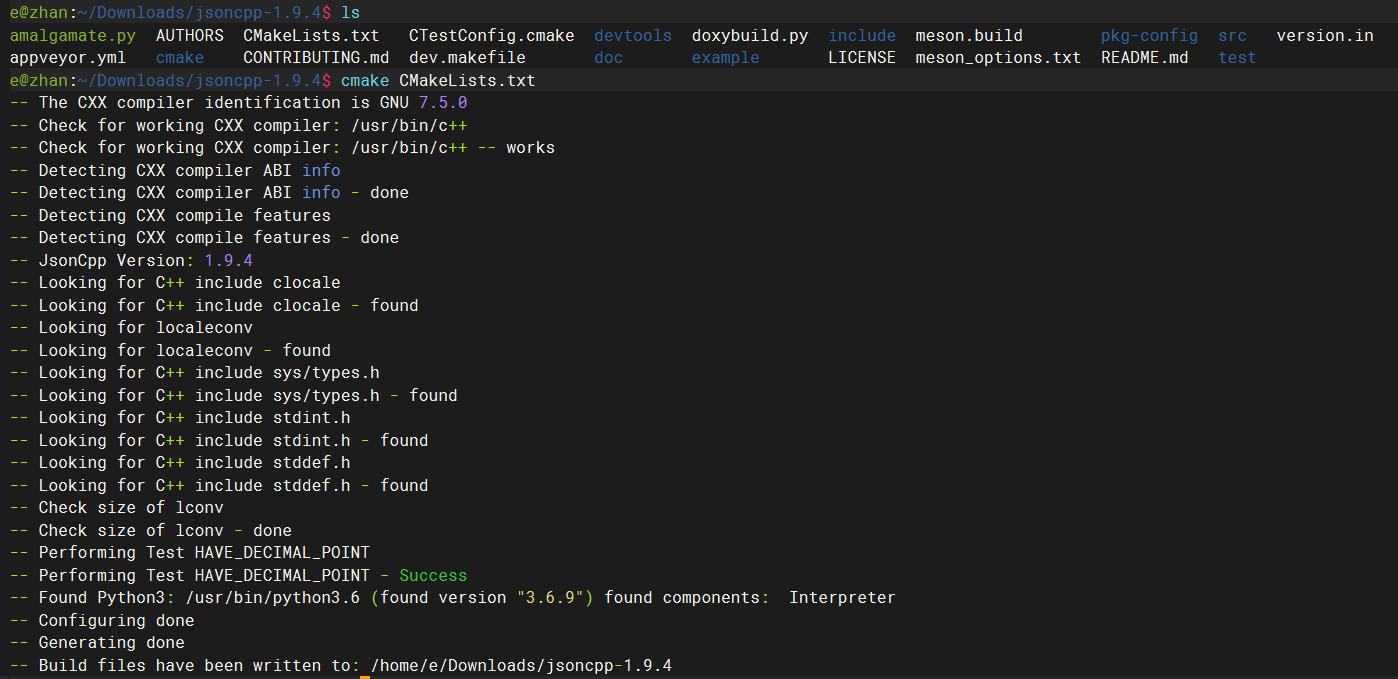 e@zhan:~/Downloads/jsoncpp-1.9.4$ ls
amalgamate.py AUTHORS CMakeLists.txt CTestConfig.cmake devtools doxybuild.py include meson.build pkg-config src version.in
appveyor.yml cmake CONTRIBUTING.md dev.makefile doc example LICENSE meson_options.txt README.md test
e@zhan:~/Downloads/jsoncpp-1.9.4$ cmake CMakeLists.txt
-- The CXX compiler identification is GNU 7.5.0
-- Check for working CXX compiler: /usr/bin/c++
-- Check for working CXX compiler: /usr/bin/c++ -- works
-- Detecting CXX compiler ABI info
-- Detecting CXX compiler ABI info - done
-- Detecting CXX compile features
-- Detecting CXX compile features - done
-- JsonCpp Version: 1.9.4
-- Looking for C++ include clocale
-- Looking for C++ include clocale - found
-- Looking for localeconv
-- Looking for localeconv - found
-- Looking for C++ include sys/types.h
-- Looking for C++ include sys/types.h - found
-- Looking for C++ include stdint.h
-- Looking for C++ include stdint.h - found
-- Looking for C++ include stddef.h
-- Looking for C++ include stddef.h - found
-- Check size of lconv
-- Check size of lconv - done
-- Performing Test HAVE_DECIMAL_POINT
-- Performing Test HAVE_DECIMAL_POINT - Success
-- Found Python3: /usr/bin/python3.6 (found version "3.6.9") found components:  Interpreter
-- Configuring done
-- Generating done
-- Build files have been written to: /home/e/Downloads/jsoncpp-1.9.4